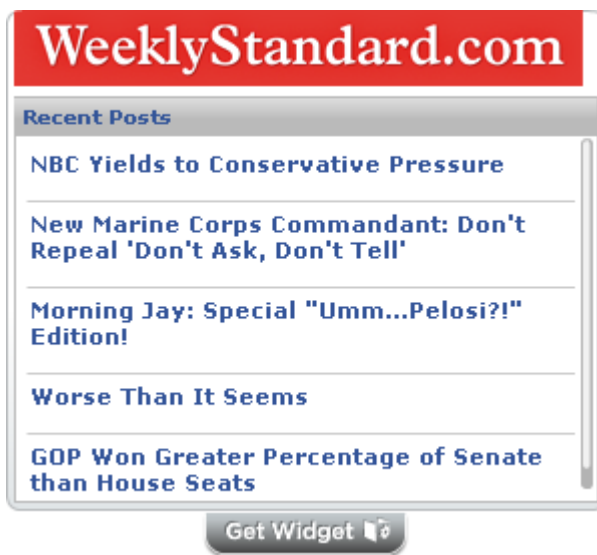 WeeklyStandard.com
Recent Posts
NBC Yields to Conservative Pressure
New Marine Corps Commandant: Don't
Repeal 'Don't Ask, Don't Tell'
Morning Jay: Special "Umm...Pelosi?!"
Edition!
Worse Than It Seems
GOP Won Greater Percentage of Senate
than House Seats
Get Widget